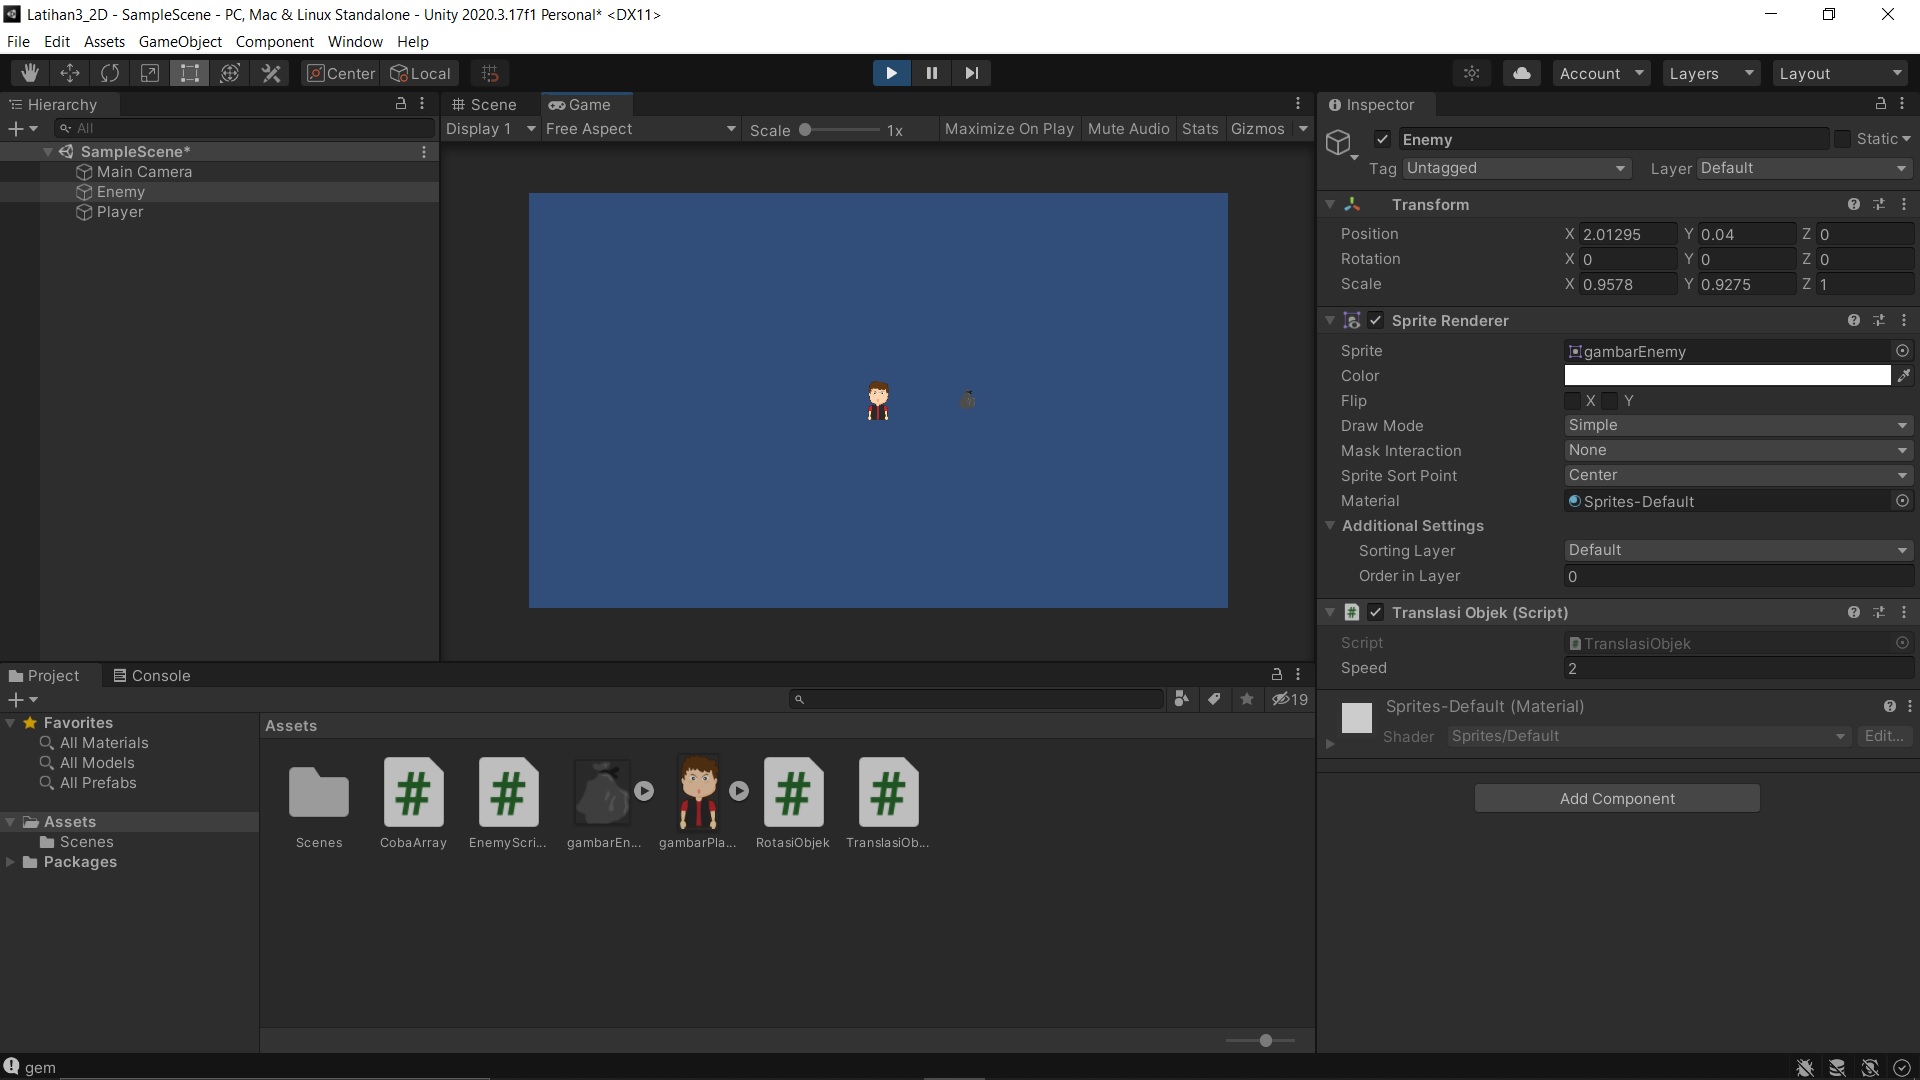 Latihan3_2D - SampleScene - PC, Mac & Linux Standalone - Unity 2020.3.17f1 Personal* <DX11>
File Edit Assets GameObject Component Window Help
Center Local Account Layers Layout
Hierarchy
All
SampleScene*
Main Camera
Enemy
Player
Scene Game
Display 1 Free Aspect Scale 1x Maximize On Play Mute Audio Stats Gizmos
Inspector
Enemy Static
Tag Untagged Layer Default
Transform
Position X 2.01295 Y 0.04 Z 0
Rotation X 0 Y 0 Z 0
Scale X 0.9578 Y 0.9275 Z 1
Sprite Renderer
Sprite gambarEnemy
Color
Flip X Y
Draw Mode Simple
Mask Interaction None
Sprite Sort Point Center
Material Sprites-Default
Additional Settings
Sorting Layer Default
Order in Layer 0
# Translasi Objek (Script)
Script TranslasiObjek
Speed 2
Sprites-Default (Material)
Shader Sprites/Default Edit...
Add Component
Project Console
19
Favorites
All Materials
All Models
All Prefabs
Assets
Scenes
Packages
Assets
# # # #
Scenes CobaArray EnemyScri... gambarEn... gambarPla... RotasiObjek TranslasiOb...
gem